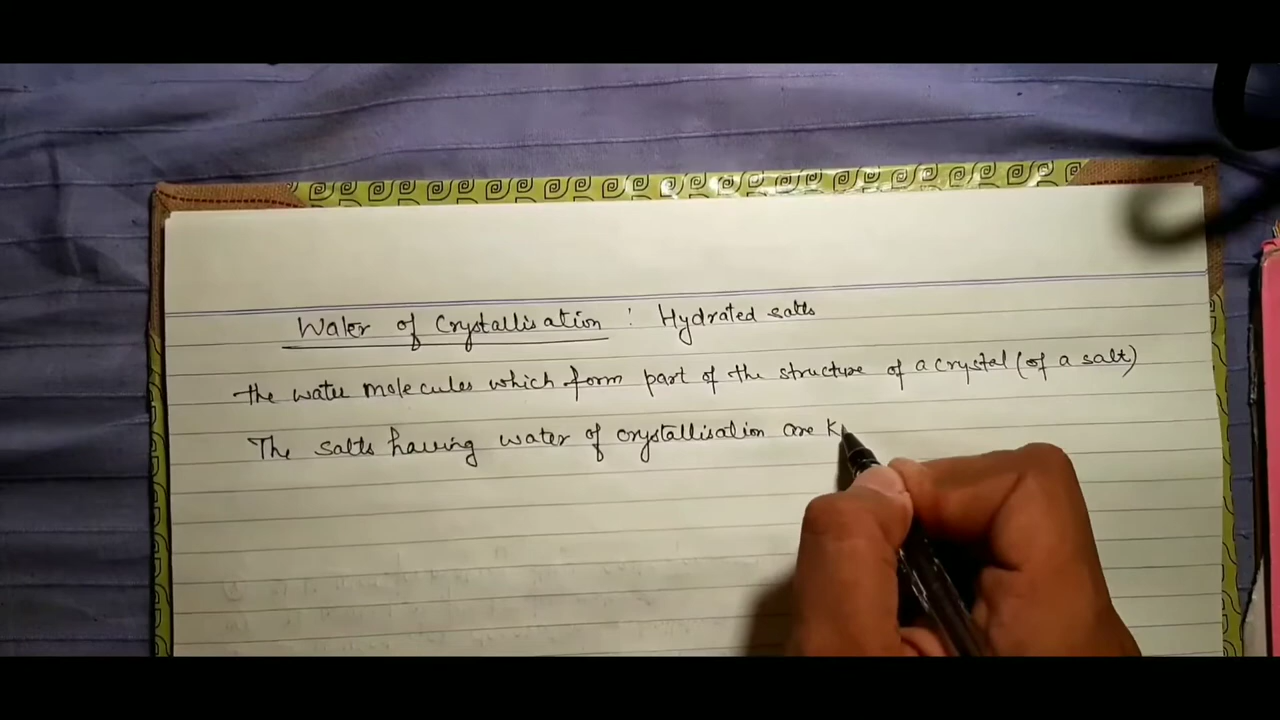 Water of Crystallisation : Hydrated salts
the water molecules which form part of the structure of a crystal (of a salt)
The salts having water of crystallisation are K